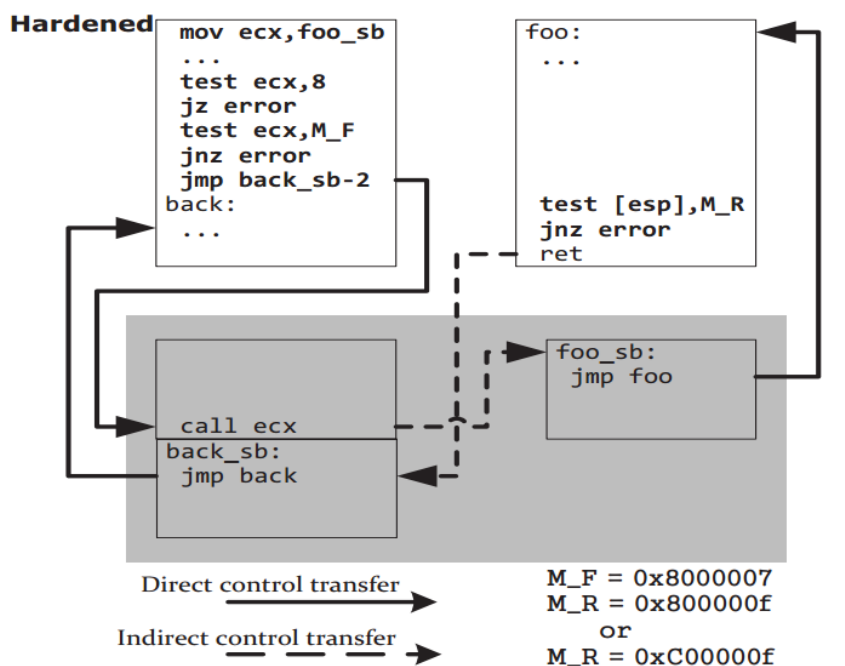 Hardened
mov ecx,foo_sb
...
test ecx,8
jz error
test ecx,M_F
jnz error
jmp back_sb-2
back:
...
foo:
...
test [esp],M_R
jnz error
ret
call ecx
back_sb:
jmp back
foo_sb:
jmp foo
Direct control transfer
Indirect control transfer
M_F = 0x8000007
M_R = 0x800000f
or
M_R = 0xC00000f